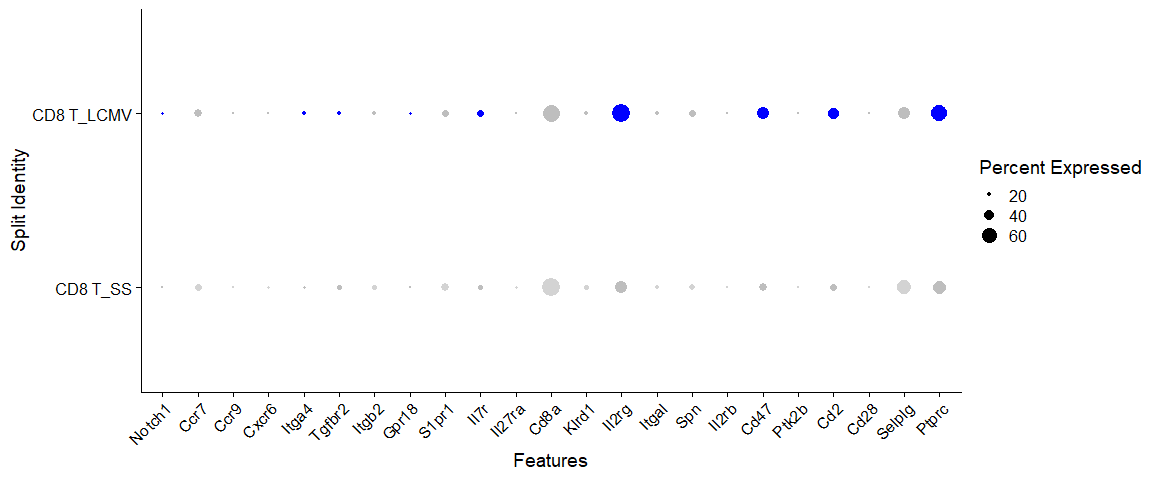 CD8 T_LCMV
CD8 T_SS
Split Identity
Notch1
Ccr7
Ccr9
Cxcr6
Itga4
Tgfbr2
Itgb2
Gpr18
S1pr1
Il7r
Il27ra
Cd8a
Klrd1
Il2rg
Itgal
Spn
Il2rb
Cd47
Ptk2b
Cd2
Cd28
Selplg
Ptprc
Features
Percent Expressed
20
40
60